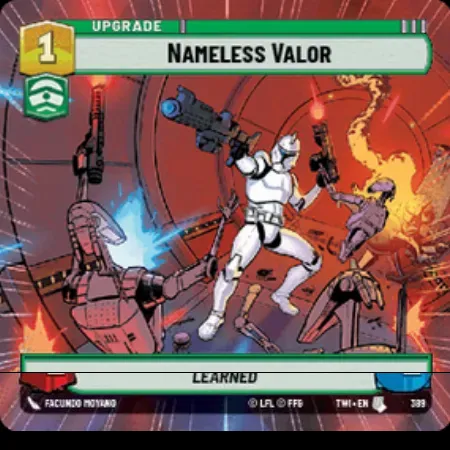 UPGRADE
1
NAMELESS VALOR
LEARNED
FACUNDO MOYANO
© LFL © FFG
TWI • EN
389